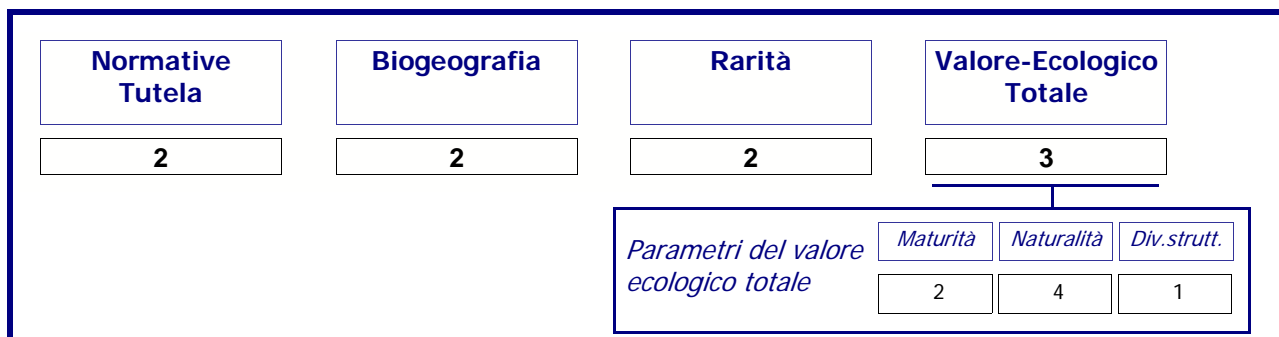 Normative
Tutela
Biogeografia
Rarità
Valore-Ecologico
Totale
2
2
2
3
Parametri del valore
ecologico totale
Maturità
Naturalità
Div.strutt.
2
4
1